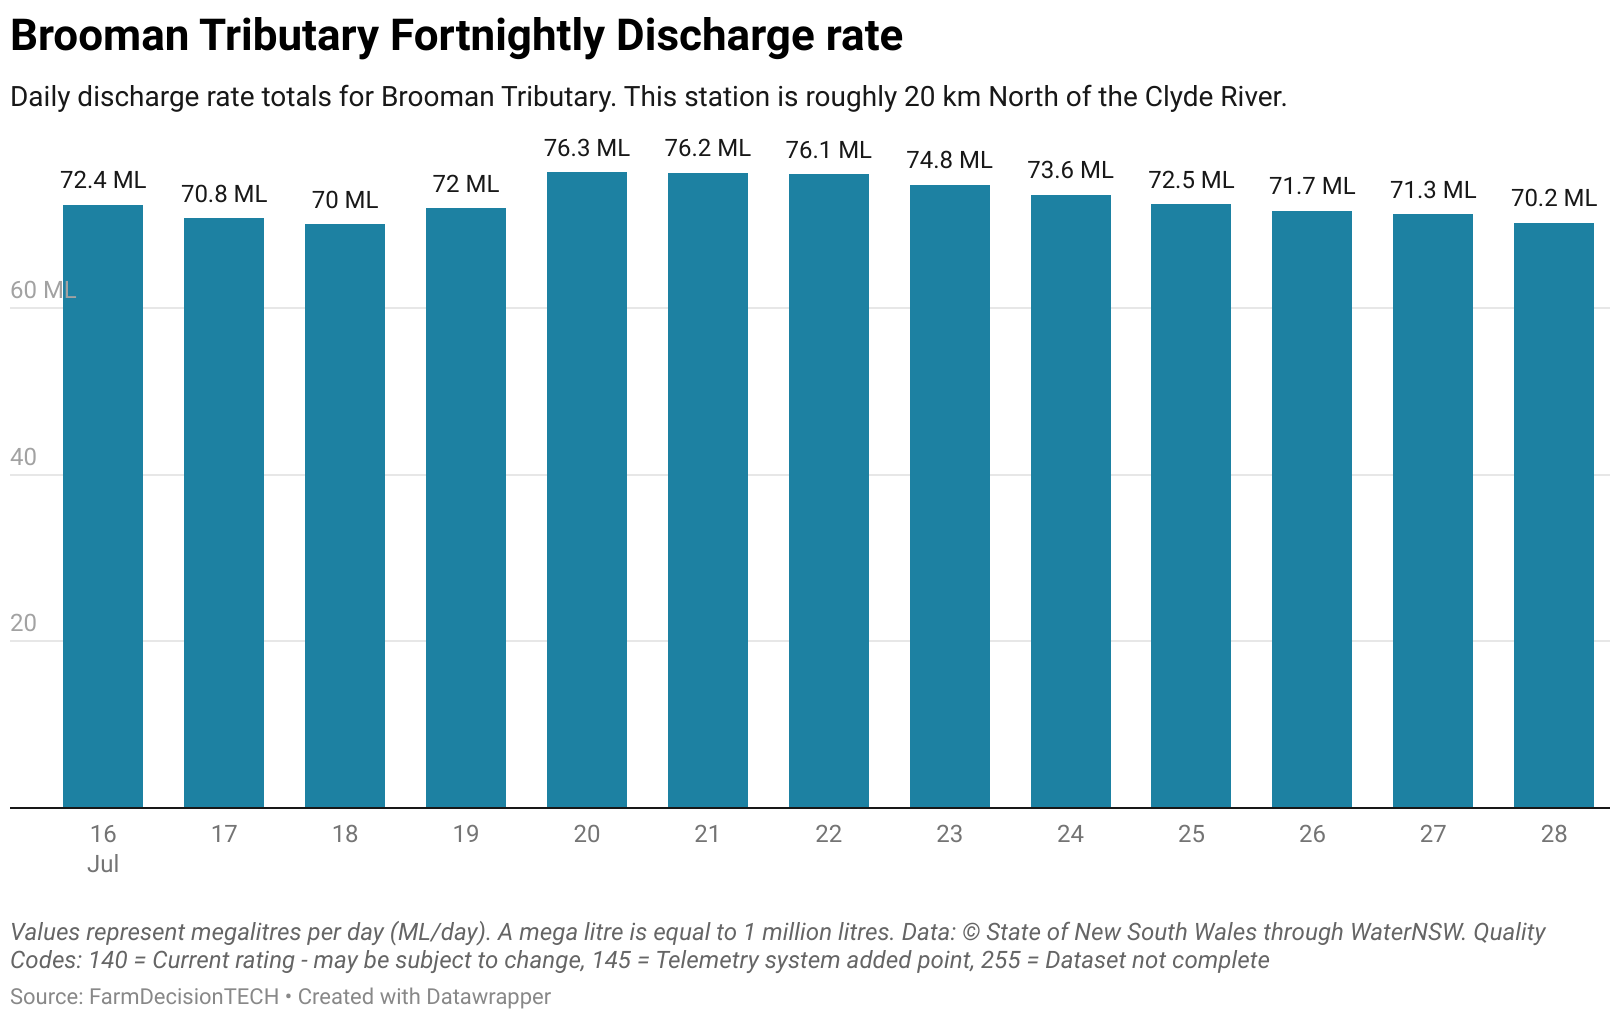 Brooman Tributary Fortnightly Discharge rate
Daily discharge rate totals for Brooman Tributary. This station is roughly 20 km North of the Clyde River.
72.4 ML
70.8 ML
70 ML
72 ML
76.3 ML
76.2 ML
76.1 ML
74.8 ML
73.6 ML
72.5 ML
71.7 ML
71.3 ML
70.2 ML
60 ML
40
20
16 17 18 19 20 21 22 23 24 25 26 27 28
Jul
Values represent megalitres per day (ML/day). A mega litre is equal to 1 million litres. Data: © State of New South Wales through WaterNSW. Quality
Codes: 140 = Current rating - may be subject to change, 145 = Telemetry system added point, 255 = Dataset not complete
Source: FarmDecisionTECH • Created with Datawrapper